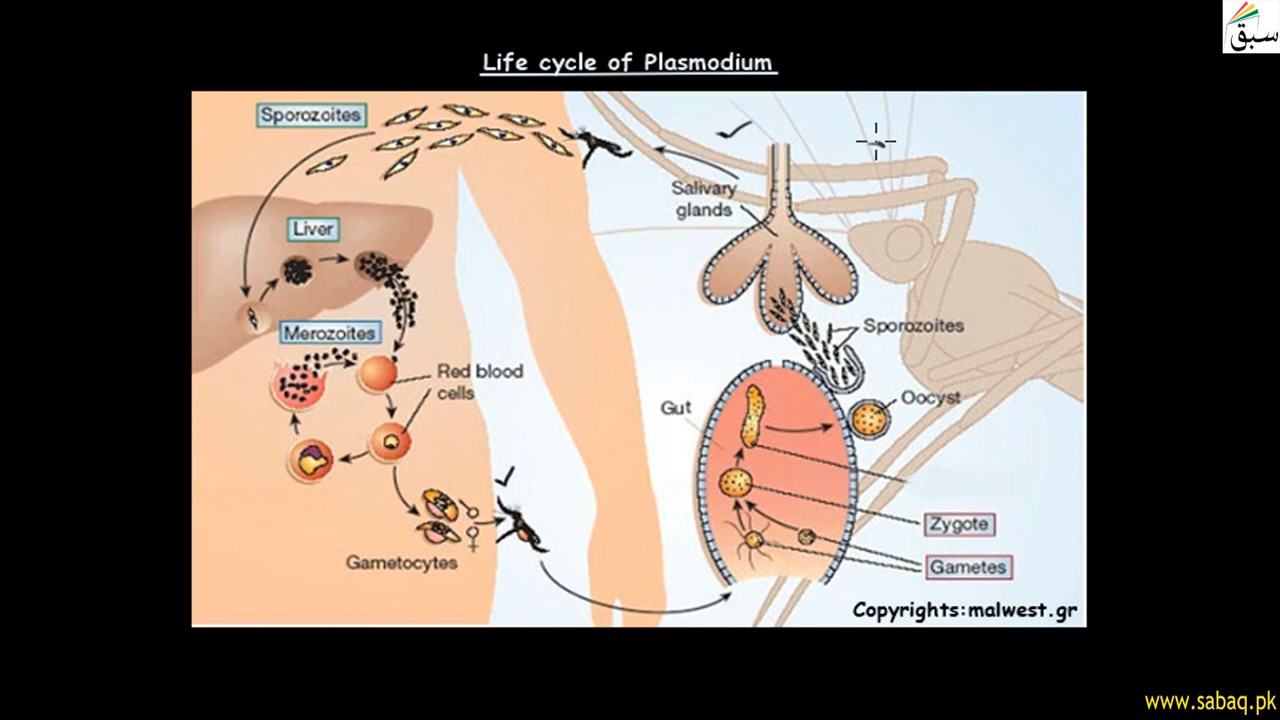 سبق
Life cycle of Plasmodium
Sporozoites
Salivary
glands
Liver
Sporozoites
Merozoites
Red blood
cells
Oocyst
Gut
Zygote
Gametocytes
Gametes
Copyrights:malwest.gr
www.sabaq.pk